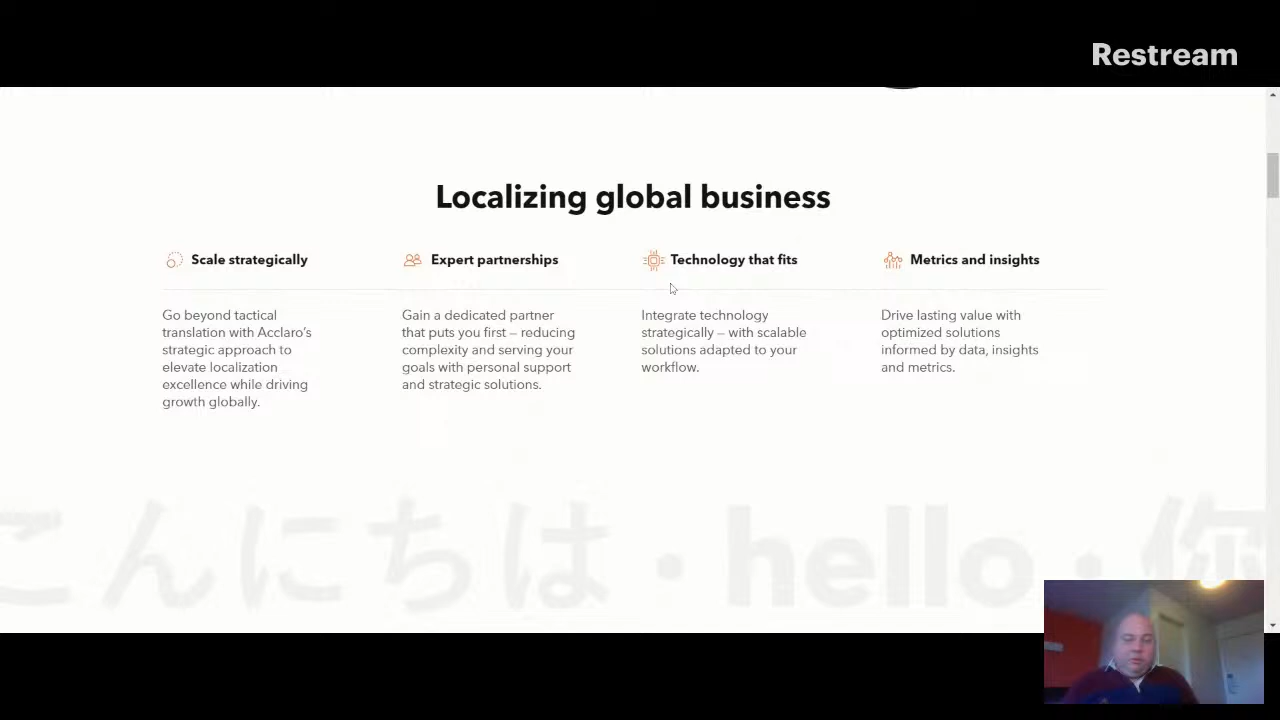 Restream
Localizing global business
Scale strategically
Go beyond tactical
translation with Acclaro's
strategic approach to
elevate localization
excellence while driving
growth globally.
Expert partnerships
Gain a dedicated partner
that puts you first – reducing
complexity and serving your
goals with personal support
and strategic solutions.
Technology that fits
Integrate technology
strategically – with scalable
solutions adapted to your
workflow.
Metrics and insights
Drive lasting value with
optimized solutions
informed by data, insights
and metrics.
こんにちは • hello • 你